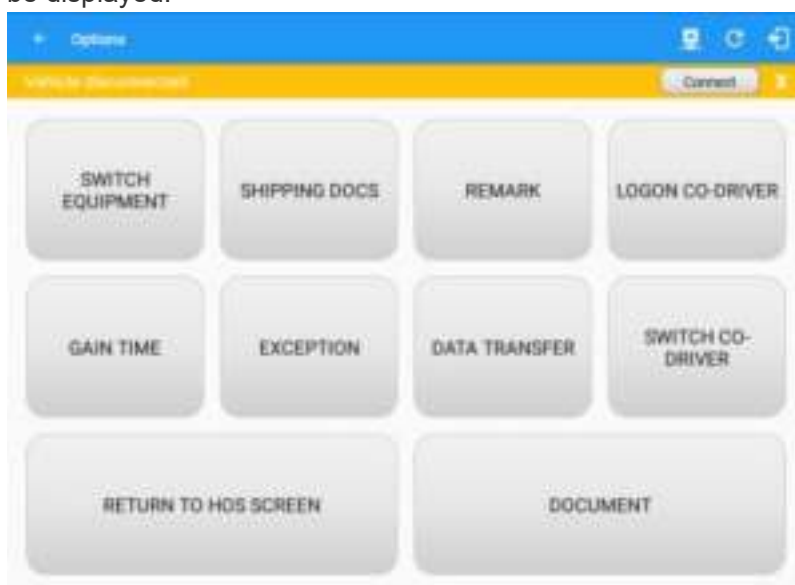 be displayed.
Options
Vehicle disconnected
Connect
SWITCH
EQUIPMENT
SHIPPING DOCS
REMARK
LOGON CO-DRIVER
GAIN TIME
EXCEPTION
DATA TRANSFER
SWITCH CO-
DRIVER
RETURN TO HOS SCREEN
DOCUMENT